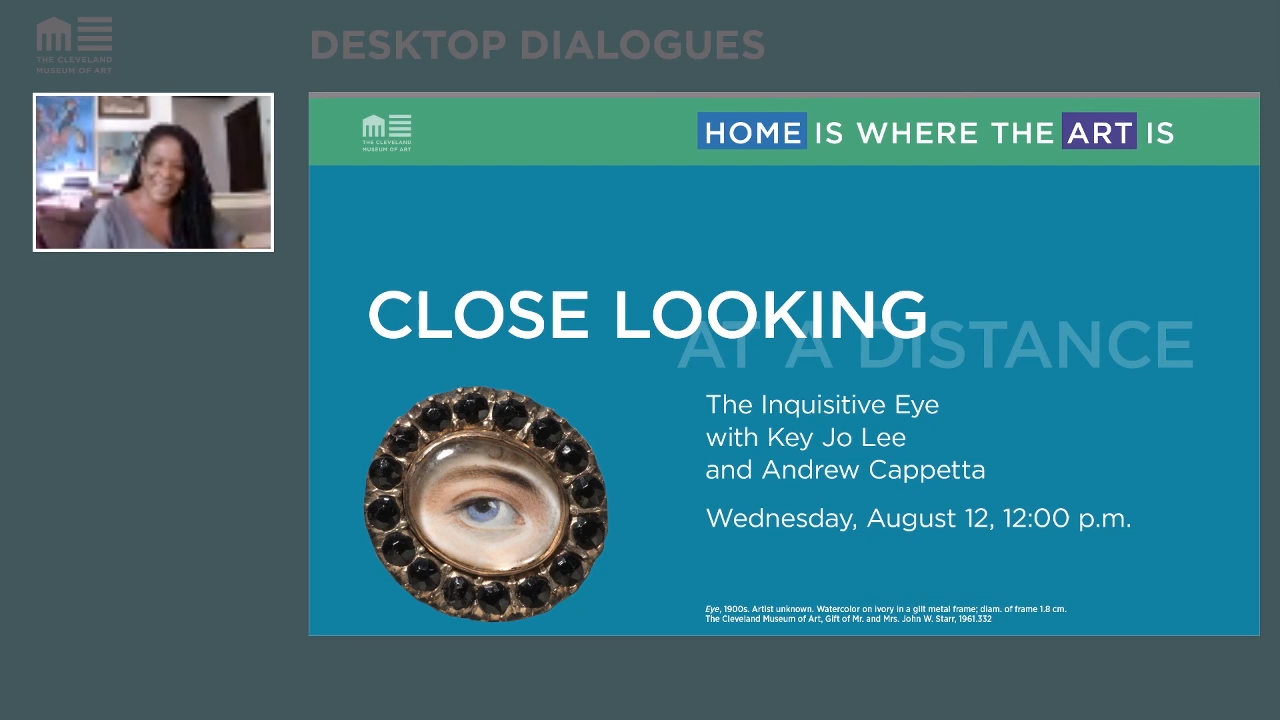 THE CLEVELAND
MUSEUM OF ART
DESKTOP DIALOGUES
THE CLEVELAND
MUSEUM OF ART
HOME IS WHERE THE ART IS
CLOSE LOOKING
AT A DISTANCE
The Inquisitive Eye
with Key Jo Lee
and Andrew Cappetta
Wednesday, August 12, 12:00 p.m.
Eye, 1900s. Artist unknown. Watercolor on ivory in a gilt metal frame; diam. of frame 1.8 cm.
The Cleveland Museum of Art, Gift of Mr. and Mrs. John W. Starr, 1961.332